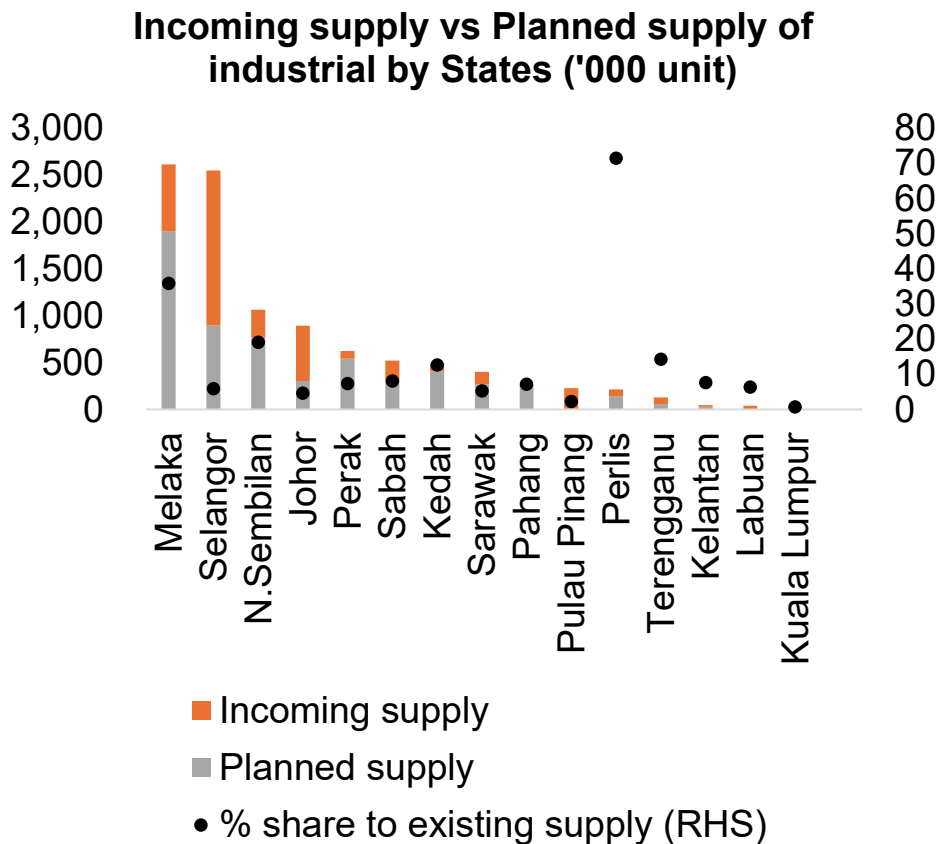 Incoming supply vs Planned supply of
industrial by States ('000 unit)
3,000
2,500
2,000
1,500
1,000
500
0
80
70
60
50
40
30
20
10
0
Melaka
Selangor
N.Sembilan
Johor
Perak
Sabah
Kedah
Sarawak
Pahang
Pulau Pinang
Perlis
Terengganu
Kelantan
Labuan
Kuala Lumpur
Incoming supply
Planned supply
% share to existing supply (RHS)